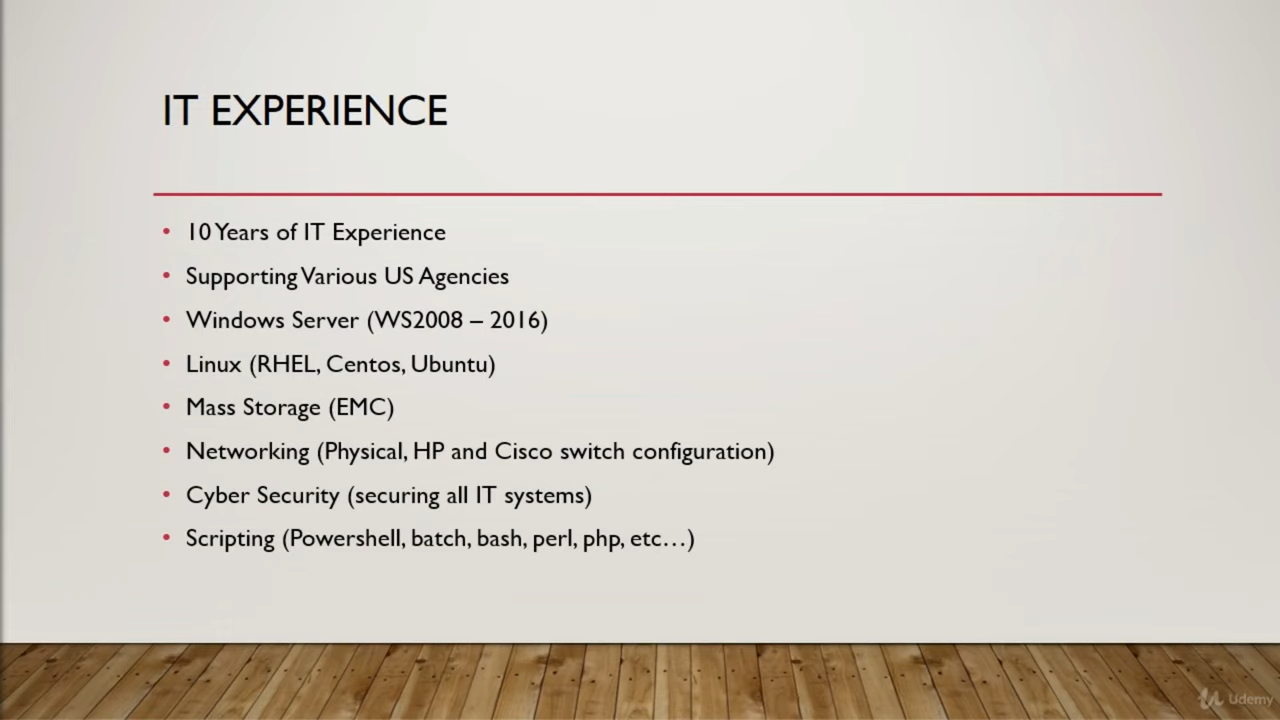 IT EXPERIENCE
• 10 Years of IT Experience
• Supporting Various US Agencies
• Windows Server (WS2008 – 2016)
• Linux (RHEL, Centos, Ubuntu)
• Mass Storage (EMC)
• Networking (Physical, HP and Cisco switch configuration)
• Cyber Security (securing all IT systems)
• Scripting (Powershell, batch, bash, perl, php, etc…)
Udemy